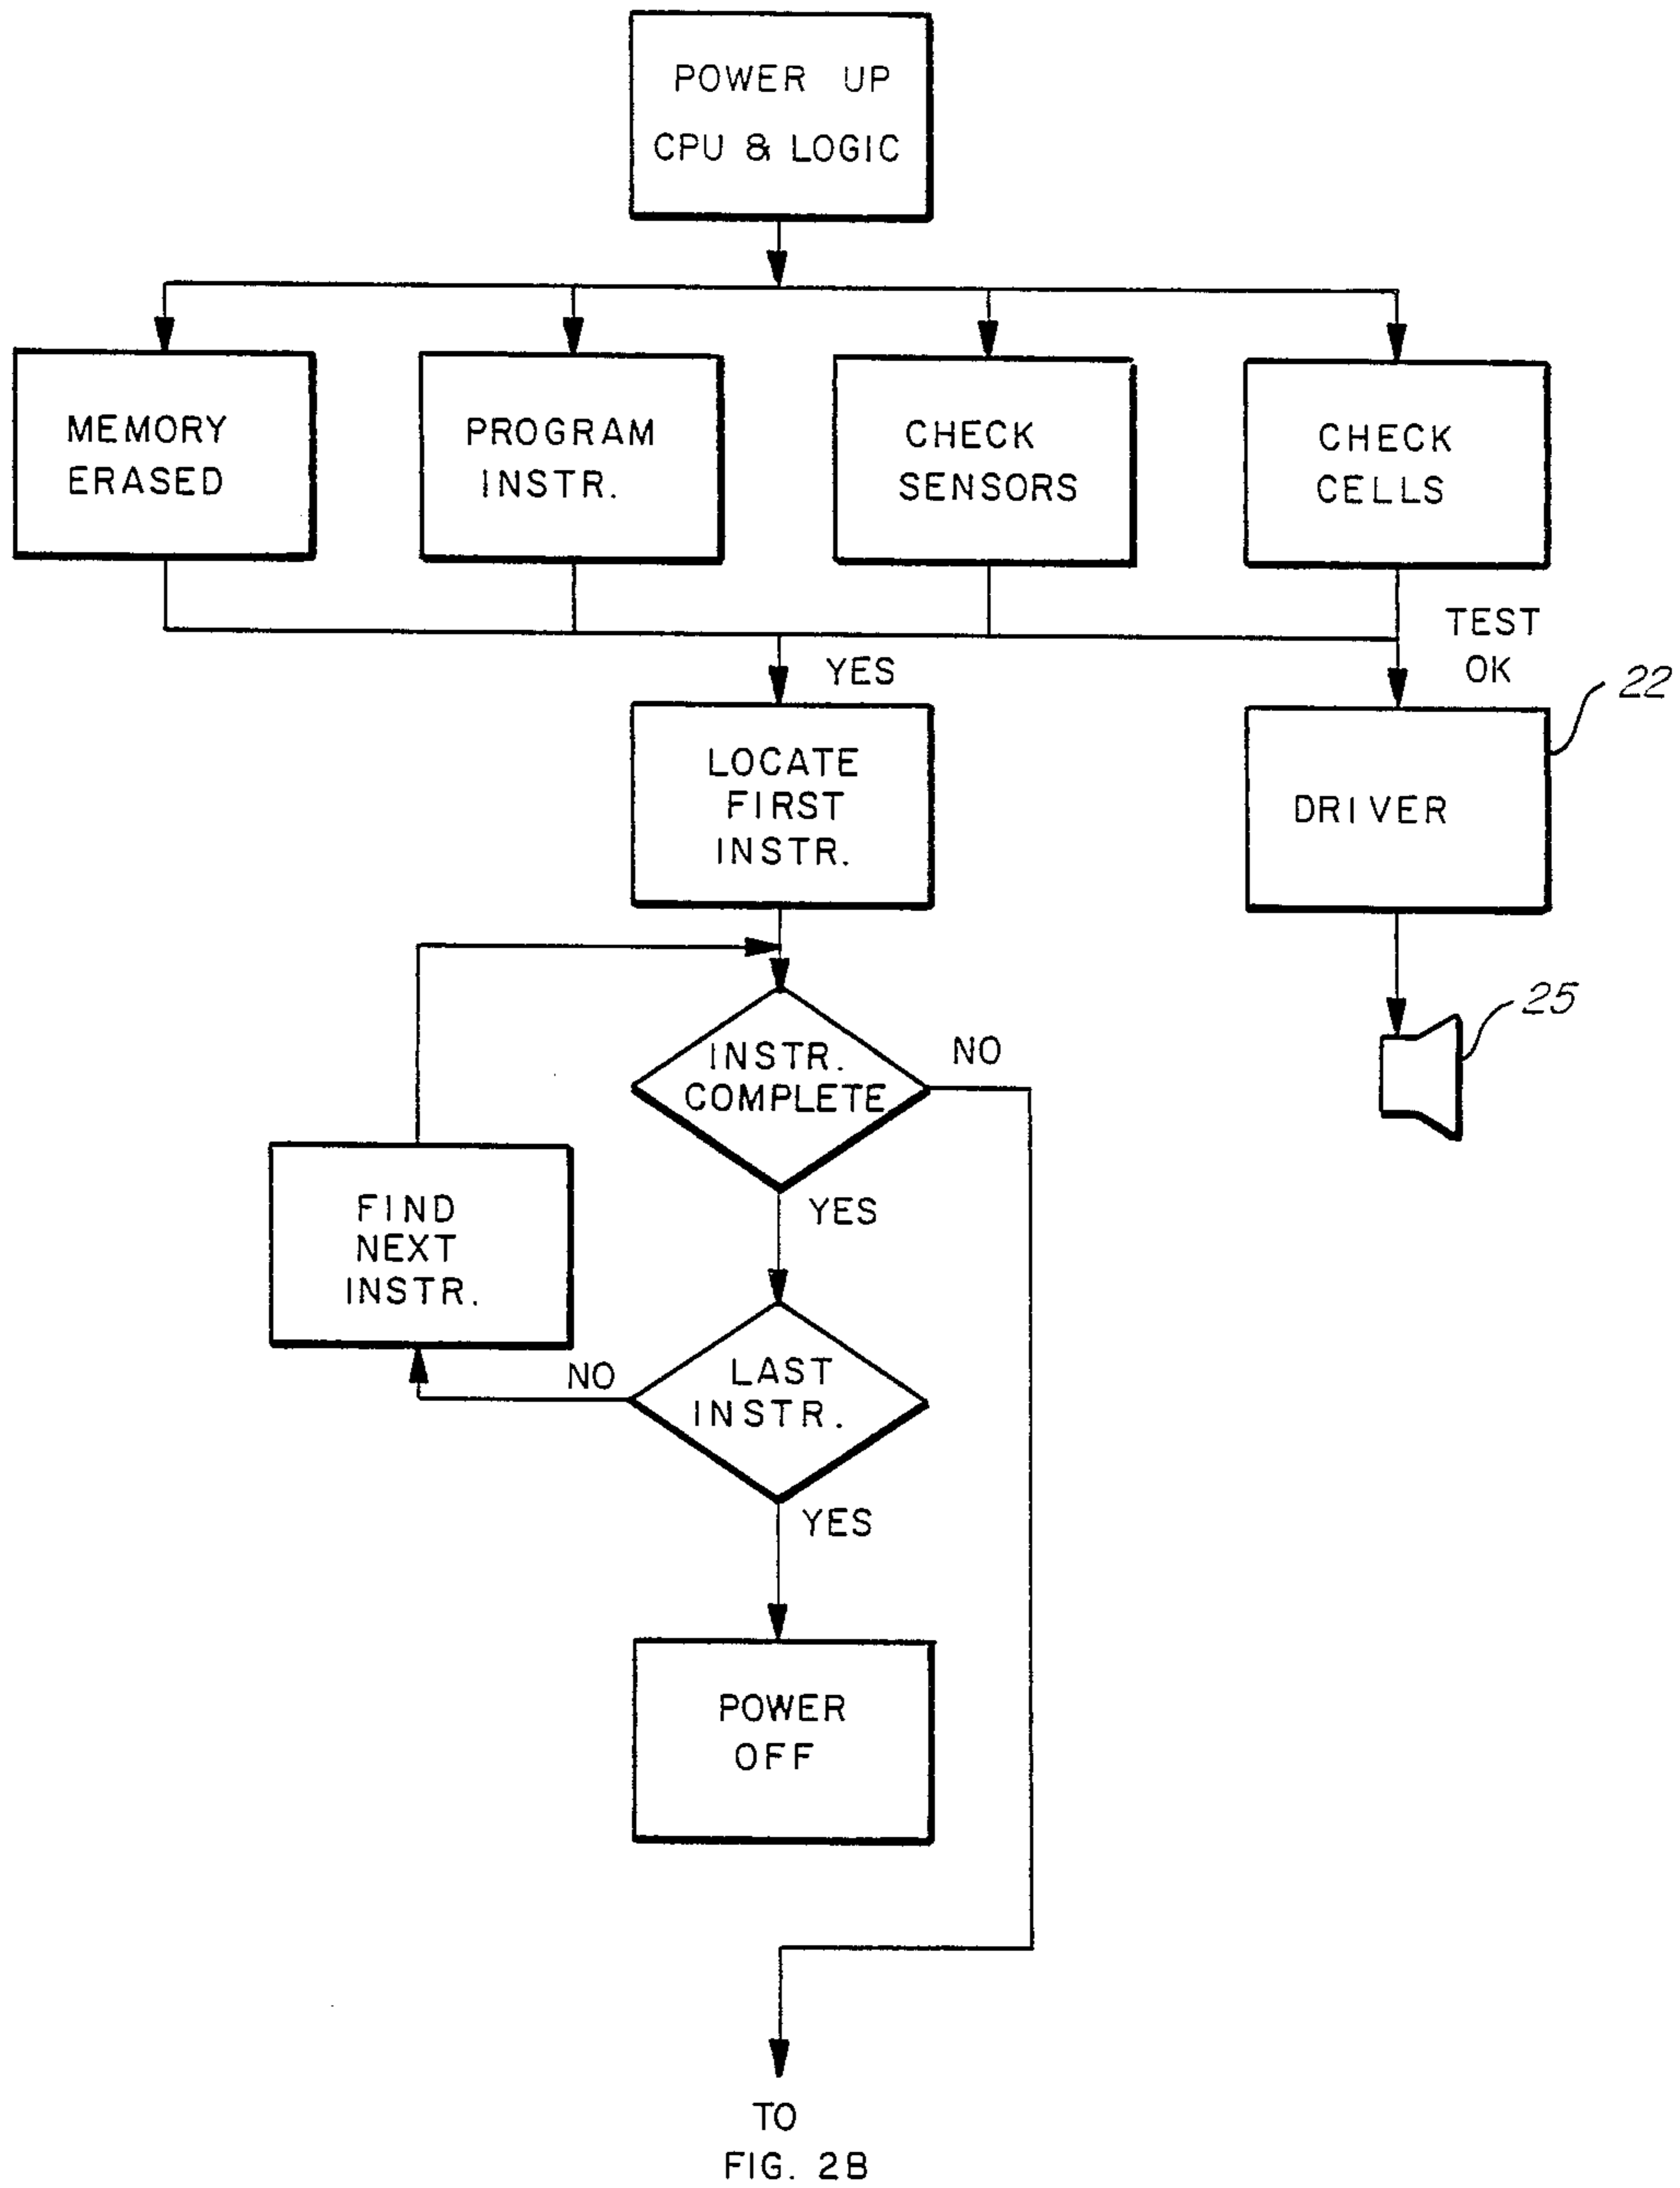 POWER UP
CPU & LOGIC
MEMORY
ERASED
PROGRAM
INSTR.
CHECK
SENSORS
CHECK
CELLS
TEST
OK
YES
22
LOCATE
FIRST
INSTR.
DRIVER
25
INSTR.
COMPLETE
NO
YES
FIND
NEXT
INSTR.
NO
LAST
INSTR.
YES
POWER
OFF
TO
FIG. 2B